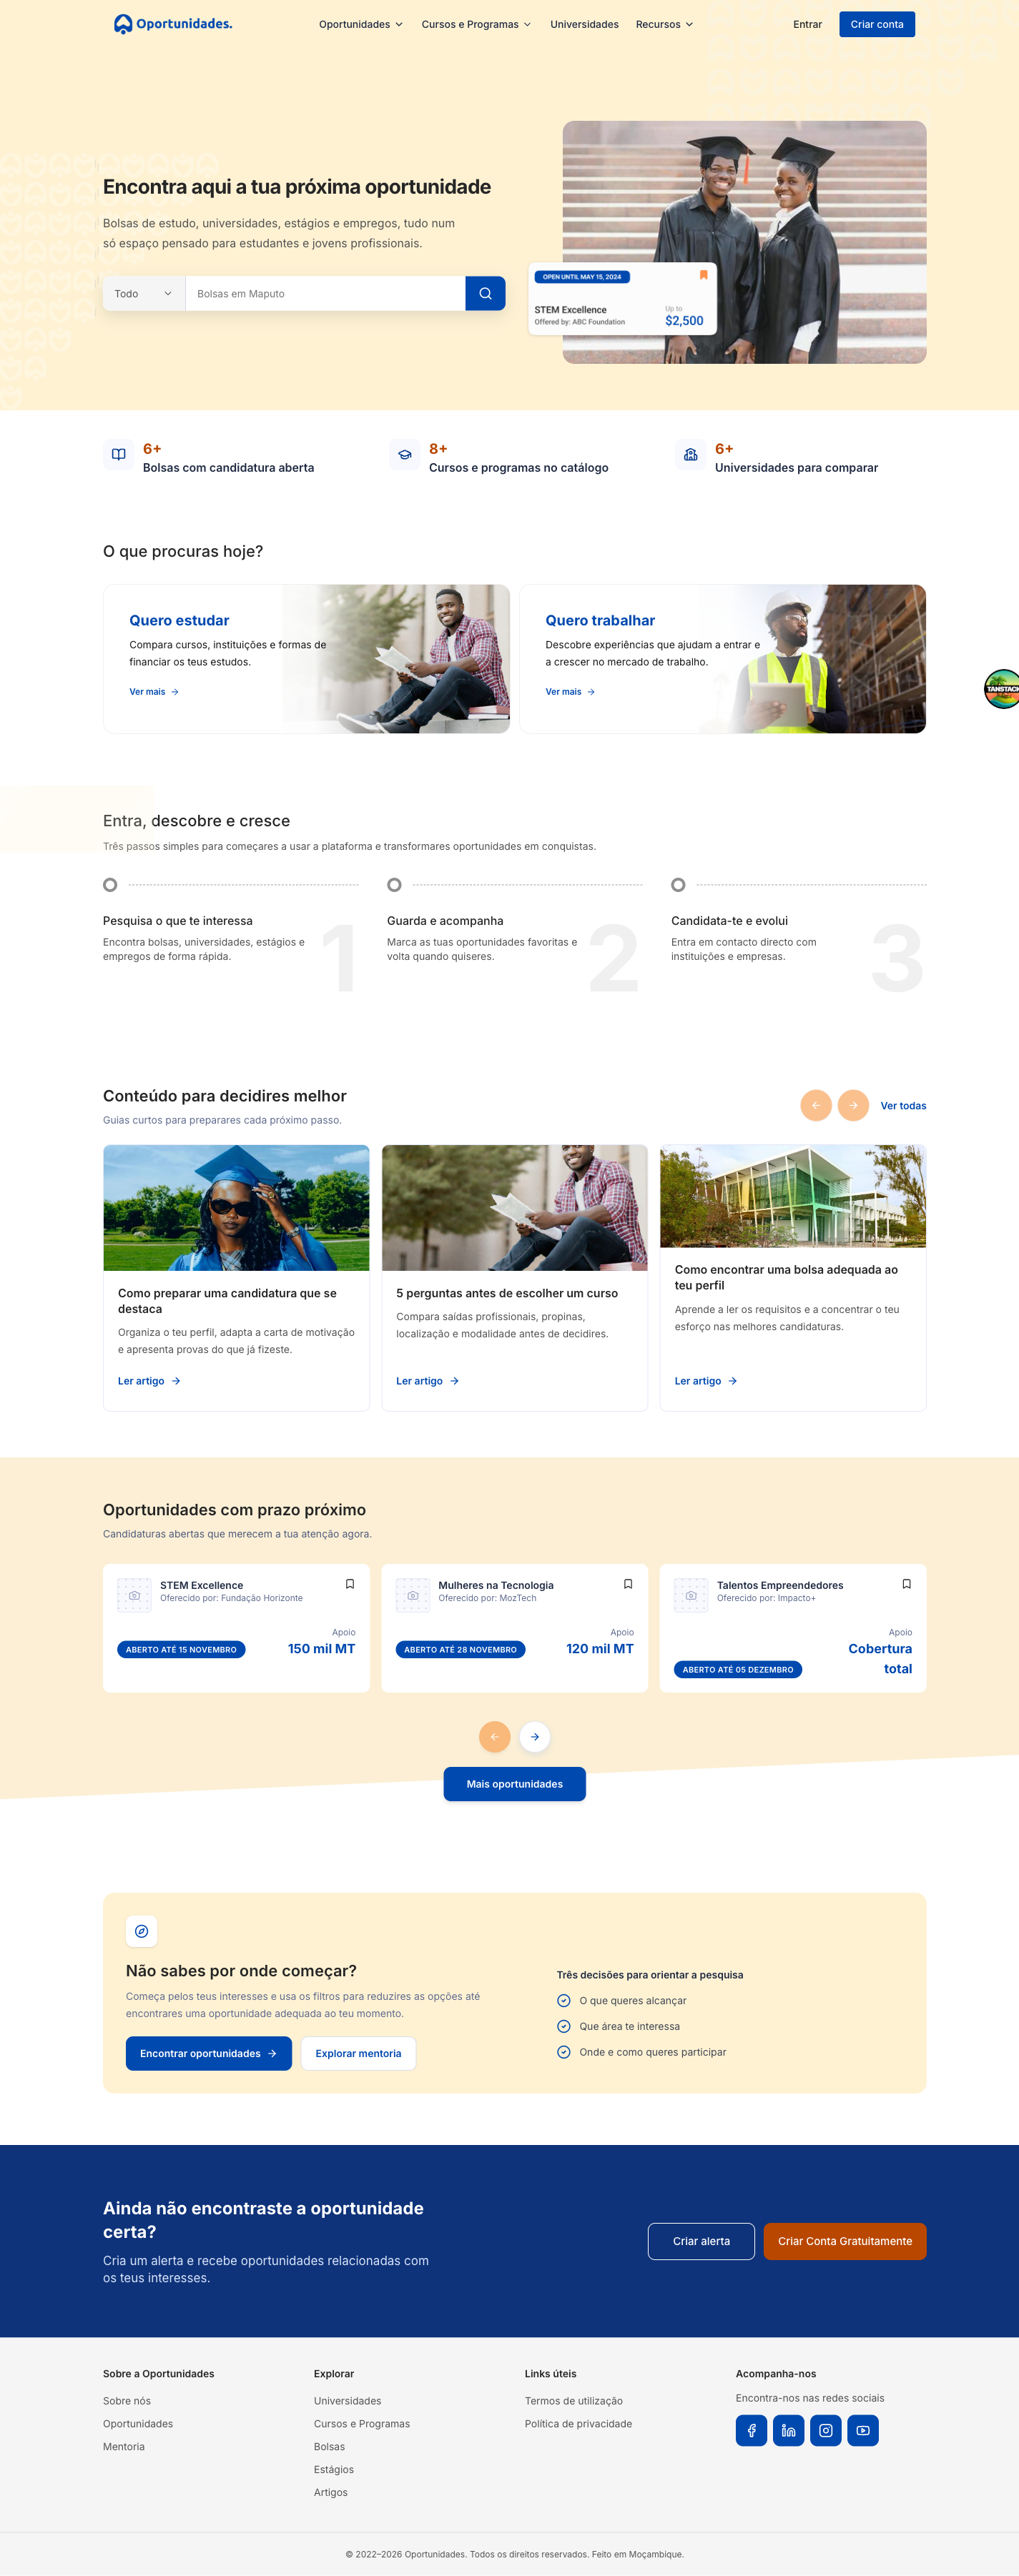 Oportunidades.
Oportunidades
Cursos e Programas
Universidades
Recursos
Entrar
Criar conta
Encontra aqui a tua próxima oportunidade
Bolsas de estudo, universidades, estágios e empregos, tudo num
só espaço pensado para estudantes e jovens profissionais.
Todo
Bolsas em Maputo
OPEN UNTIL MAY 15, 2024
STEM Excellence
Offered by: ABC Foundation
Up to
$2,500
6+
Bolsas com candidatura aberta
8+
Cursos e programas no catálogo
6+
Universidades para comparar
O que procuras hoje?
Quero estudar
Compara cursos, instituições e formas de
financiar os teus estudos.
Ver mais
Quero trabalhar
Descobre experiências que ajudam a entrar e
a crescer no mercado de trabalho.
Ver mais
TANSTACK
Entra, descobre e cresce
Três passos simples para começares a usar a plataforma e transformares oportunidades em conquistas.
Pesquisa o que te interessa
Encontra bolsas, universidades, estágios e
empregos de forma rápida.
1
Guarda e acompanha
Marca as tuas oportunidades favoritas e
volta quando quiseres.
2
Candidata-te e evolui
Entra em contacto directo com
instituições e empresas.
3
Conteúdo para decidires melhor
Guias curtos para preparares cada próximo passo.
Ver todas
Como preparar uma candidatura que se
destaca
Organiza o teu perfil, adapta a carta de motivação
e apresenta provas do que já fizeste.
Ler artigo
5 perguntas antes de escolher um curso
Compara saídas profissionais, propinas,
localização e modalidade antes de decidires.
Ler artigo
Como encontrar uma bolsa adequada ao
teu perfil
Aprende a ler os requisitos e a concentrar o teu
esforço nas melhores candidaturas.
Ler artigo
Oportunidades com prazo próximo
Candidaturas abertas que merecem a tua atenção agora.
STEM Excellence
Oferecido por: Fundação Horizonte
ABERTO ATÉ 15 NOVEMBRO
Apoio
150 mil MT
Mulheres na Tecnologia
Oferecido por: MozTech
ABERTO ATÉ 28 NOVEMBRO
Apoio
120 mil MT
Talentos Empreendedores
Oferecido por: Impacto+
ABERTO ATÉ 05 DEZEMBRO
Apoio
Cobertura
total
Mais oportunidades
Não sabes por onde começar?
Começa pelos teus interesses e usa os filtros para reduzires as opções até
encontrares uma oportunidade adequada ao teu momento.
Encontrar oportunidades
Explorar mentoria
Três decisões para orientar a pesquisa
O que queres alcançar
Que área te interessa
Onde e como queres participar
Ainda não encontraste a oportunidade
certa?
Cria um alerta e recebe oportunidades relacionadas com
os teus interesses.
Criar alerta
Criar Conta Gratuitamente
Sobre a Oportunidades
Sobre nós
Oportunidades
Mentoria
Explorar
Universidades
Cursos e Programas
Bolsas
Estágios
Artigos
Links úteis
Termos de utilização
Política de privacidade
Acompanha-nos
Encontra-nos nas redes sociais
© 2022–2026 Oportunidades. Todos os direitos reservados. Feito em Moçambique.